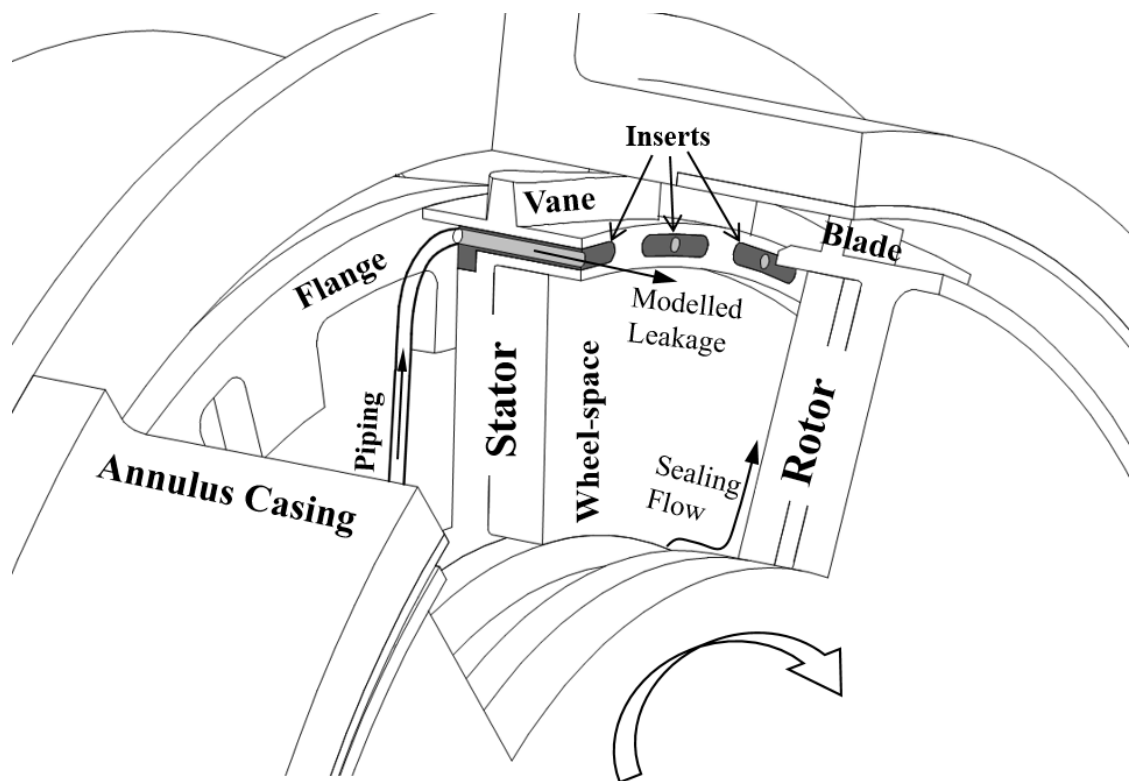 Inserts
Vane
Blade
Flange
Modelled
Leakage
Piping
Stator
Wheel-space
Sealing
Flow
Rotor
Annulus Casing